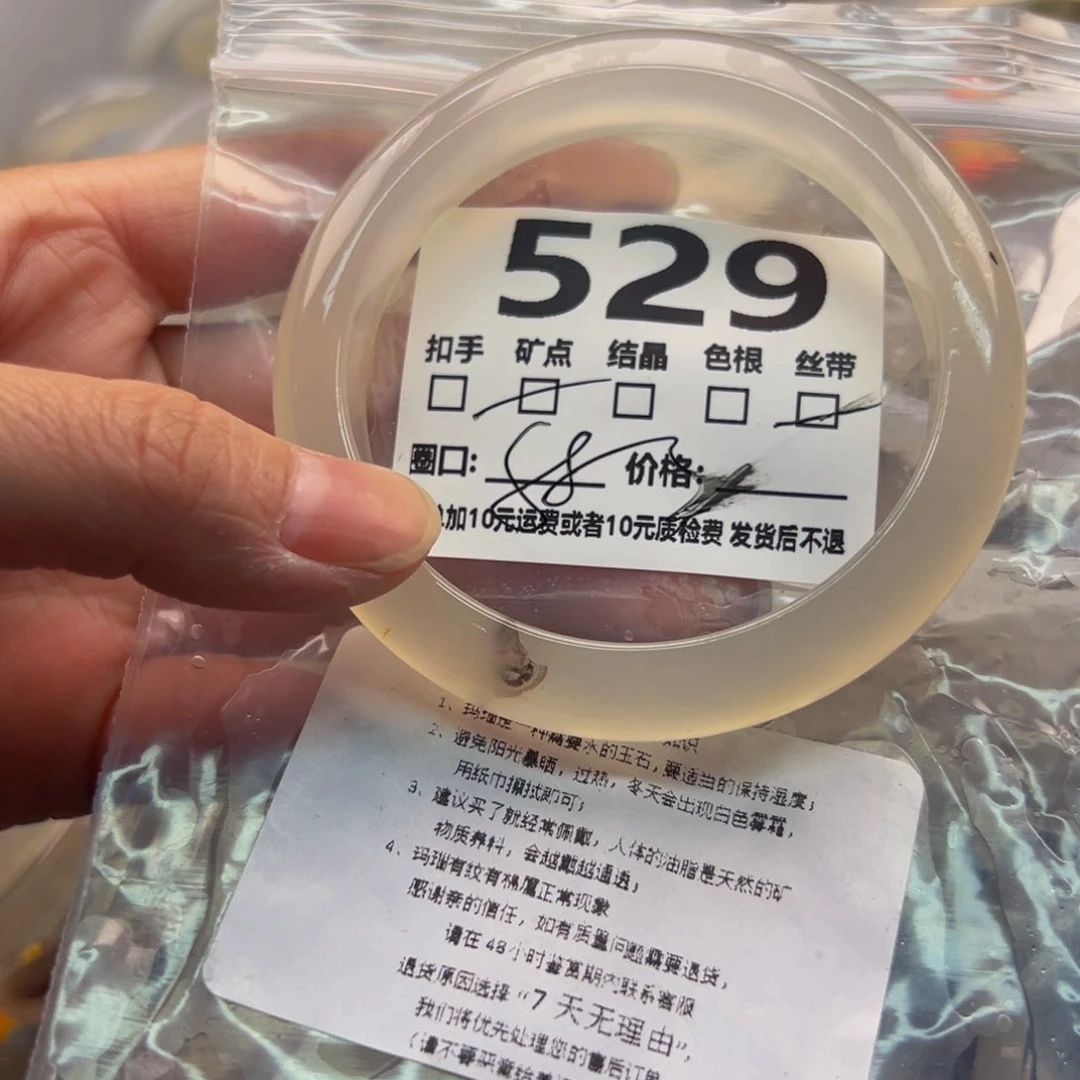 529
扣手 矿点 结晶 色根 丝带
圈口: 58 价格:
加10元运费或者10元质检费 发货后不退
1、玛瑙是一种需要水的玉石,要适当的保持湿度;
2、避免阳光暴晒,过热,冬天会出现白色霉霜,
用纸巾擦拭即可;
3、建议买了就经常佩戴,人体的油脂是天然的矿
物质养料,会越戴越通透;
4、玛瑙有纹有棉属正常现象
感谢亲的信任,如有质量问题需要退货,
请在48小时鉴赏期内联系客服
退货原因选择“7天无理由”,
我们将优先处理您的售后订单
(请不要